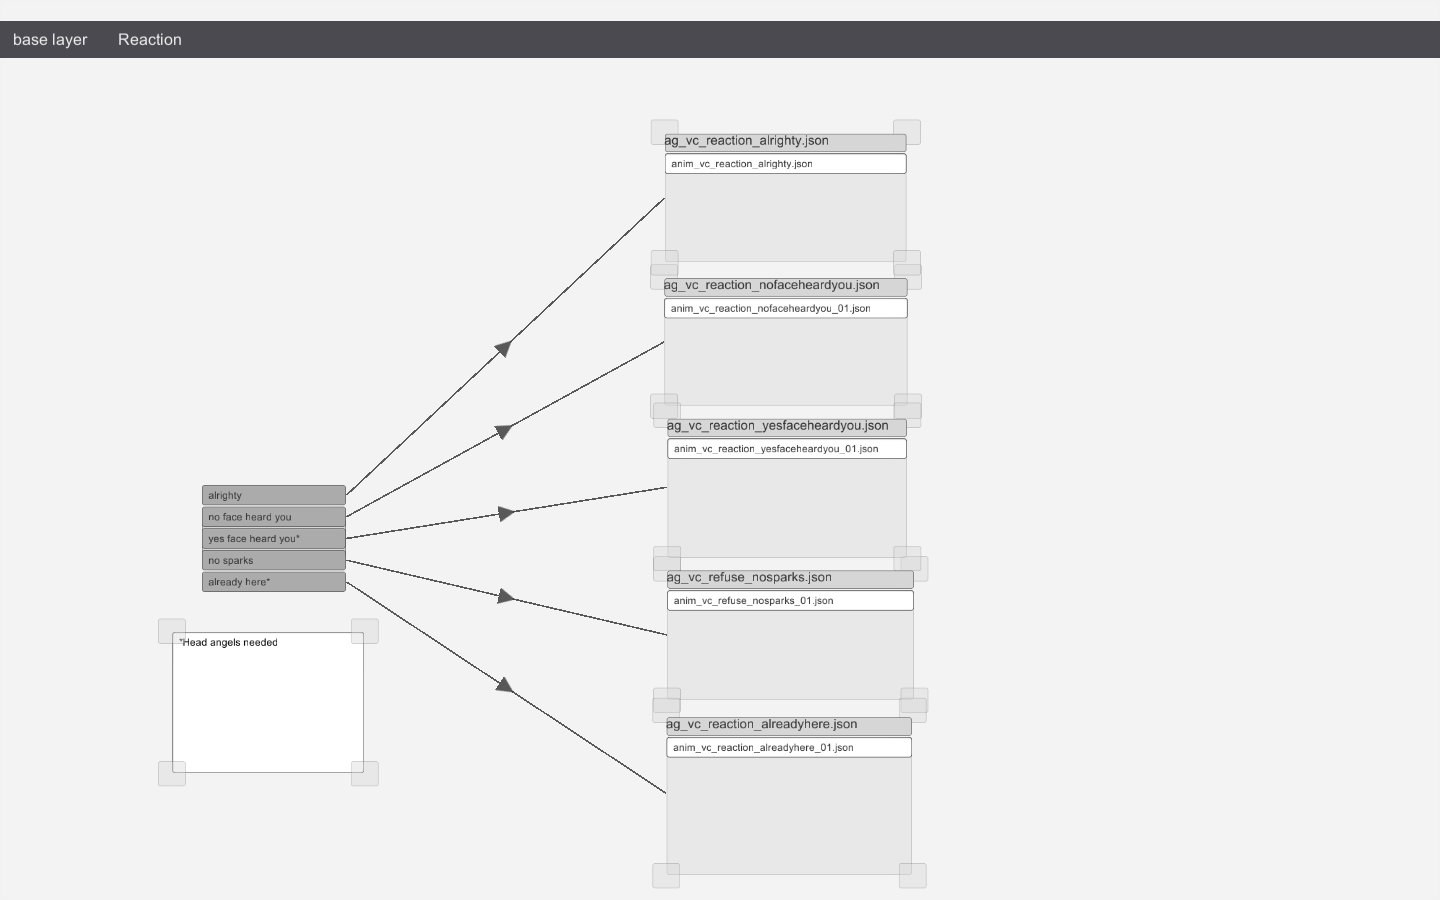 base layer Reaction
ag_vc_reaction_alrighty.json
anim_vc_reaction_alrighty.json
ag_vc_reaction_nofaceheardyou.json
anim_vc_reaction_nofaceheardyou_01.json
ag_vc_reaction_yesfaceheardyou.json
anim_vc_reaction_yesfaceheardyou_01.json
alrighty
no face heard you
yes face heard you*
no sparks
already here*
ag_vc_refuse_nosparks.json
anim_vc_refuse_nosparks_01.json
*Head angels needed
ag_vc_reaction_alreadyhere.json
anim_vc_reaction_alreadyhere_01.json